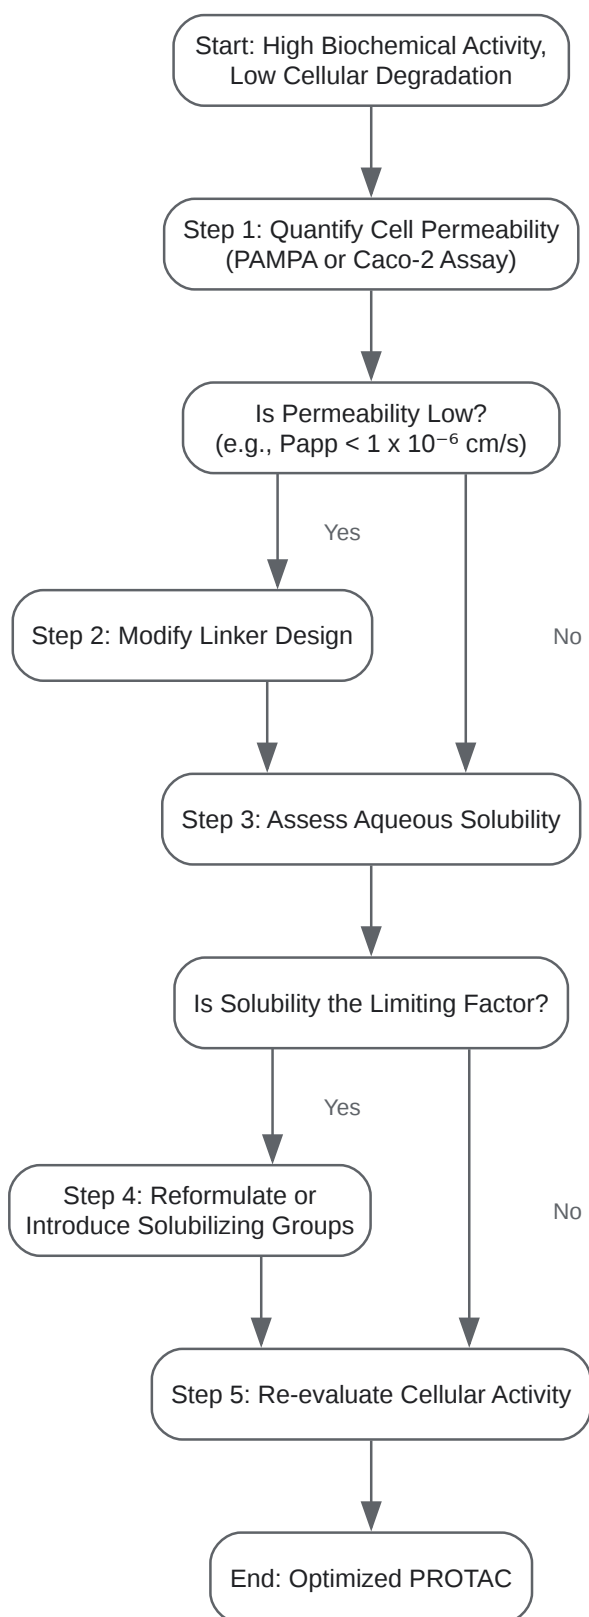 Start: High Biochemical Activity,
Low Cellular Degradation
Step 1: Quantify Cell Permeability
(PAMPA or Caco-2 Assay)
Is Permeability Low?
(e.g., Papp < 1 x 10⁻⁶ cm/s)
Yes
Step 2: Modify Linker Design
No
Step 3: Assess Aqueous Solubility
Is Solubility the Limiting Factor?
Yes
Step 4: Reformulate or
Introduce Solubilizing Groups
No
Step 5: Re-evaluate Cellular Activity
End: Optimized PROTAC